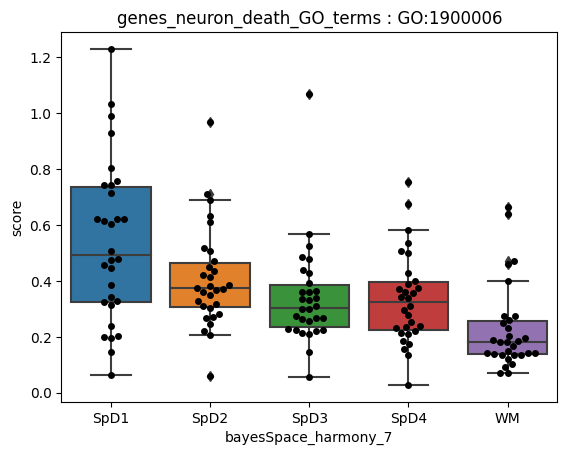 genes_neuron_death_GO_terms : GO:1900006
score
1.2
1.0
0.8
0.6
0.4
0.2
0.0
SpD1 SpD2 SpD3 SpD4 WM
bayesSpace_harmony_7